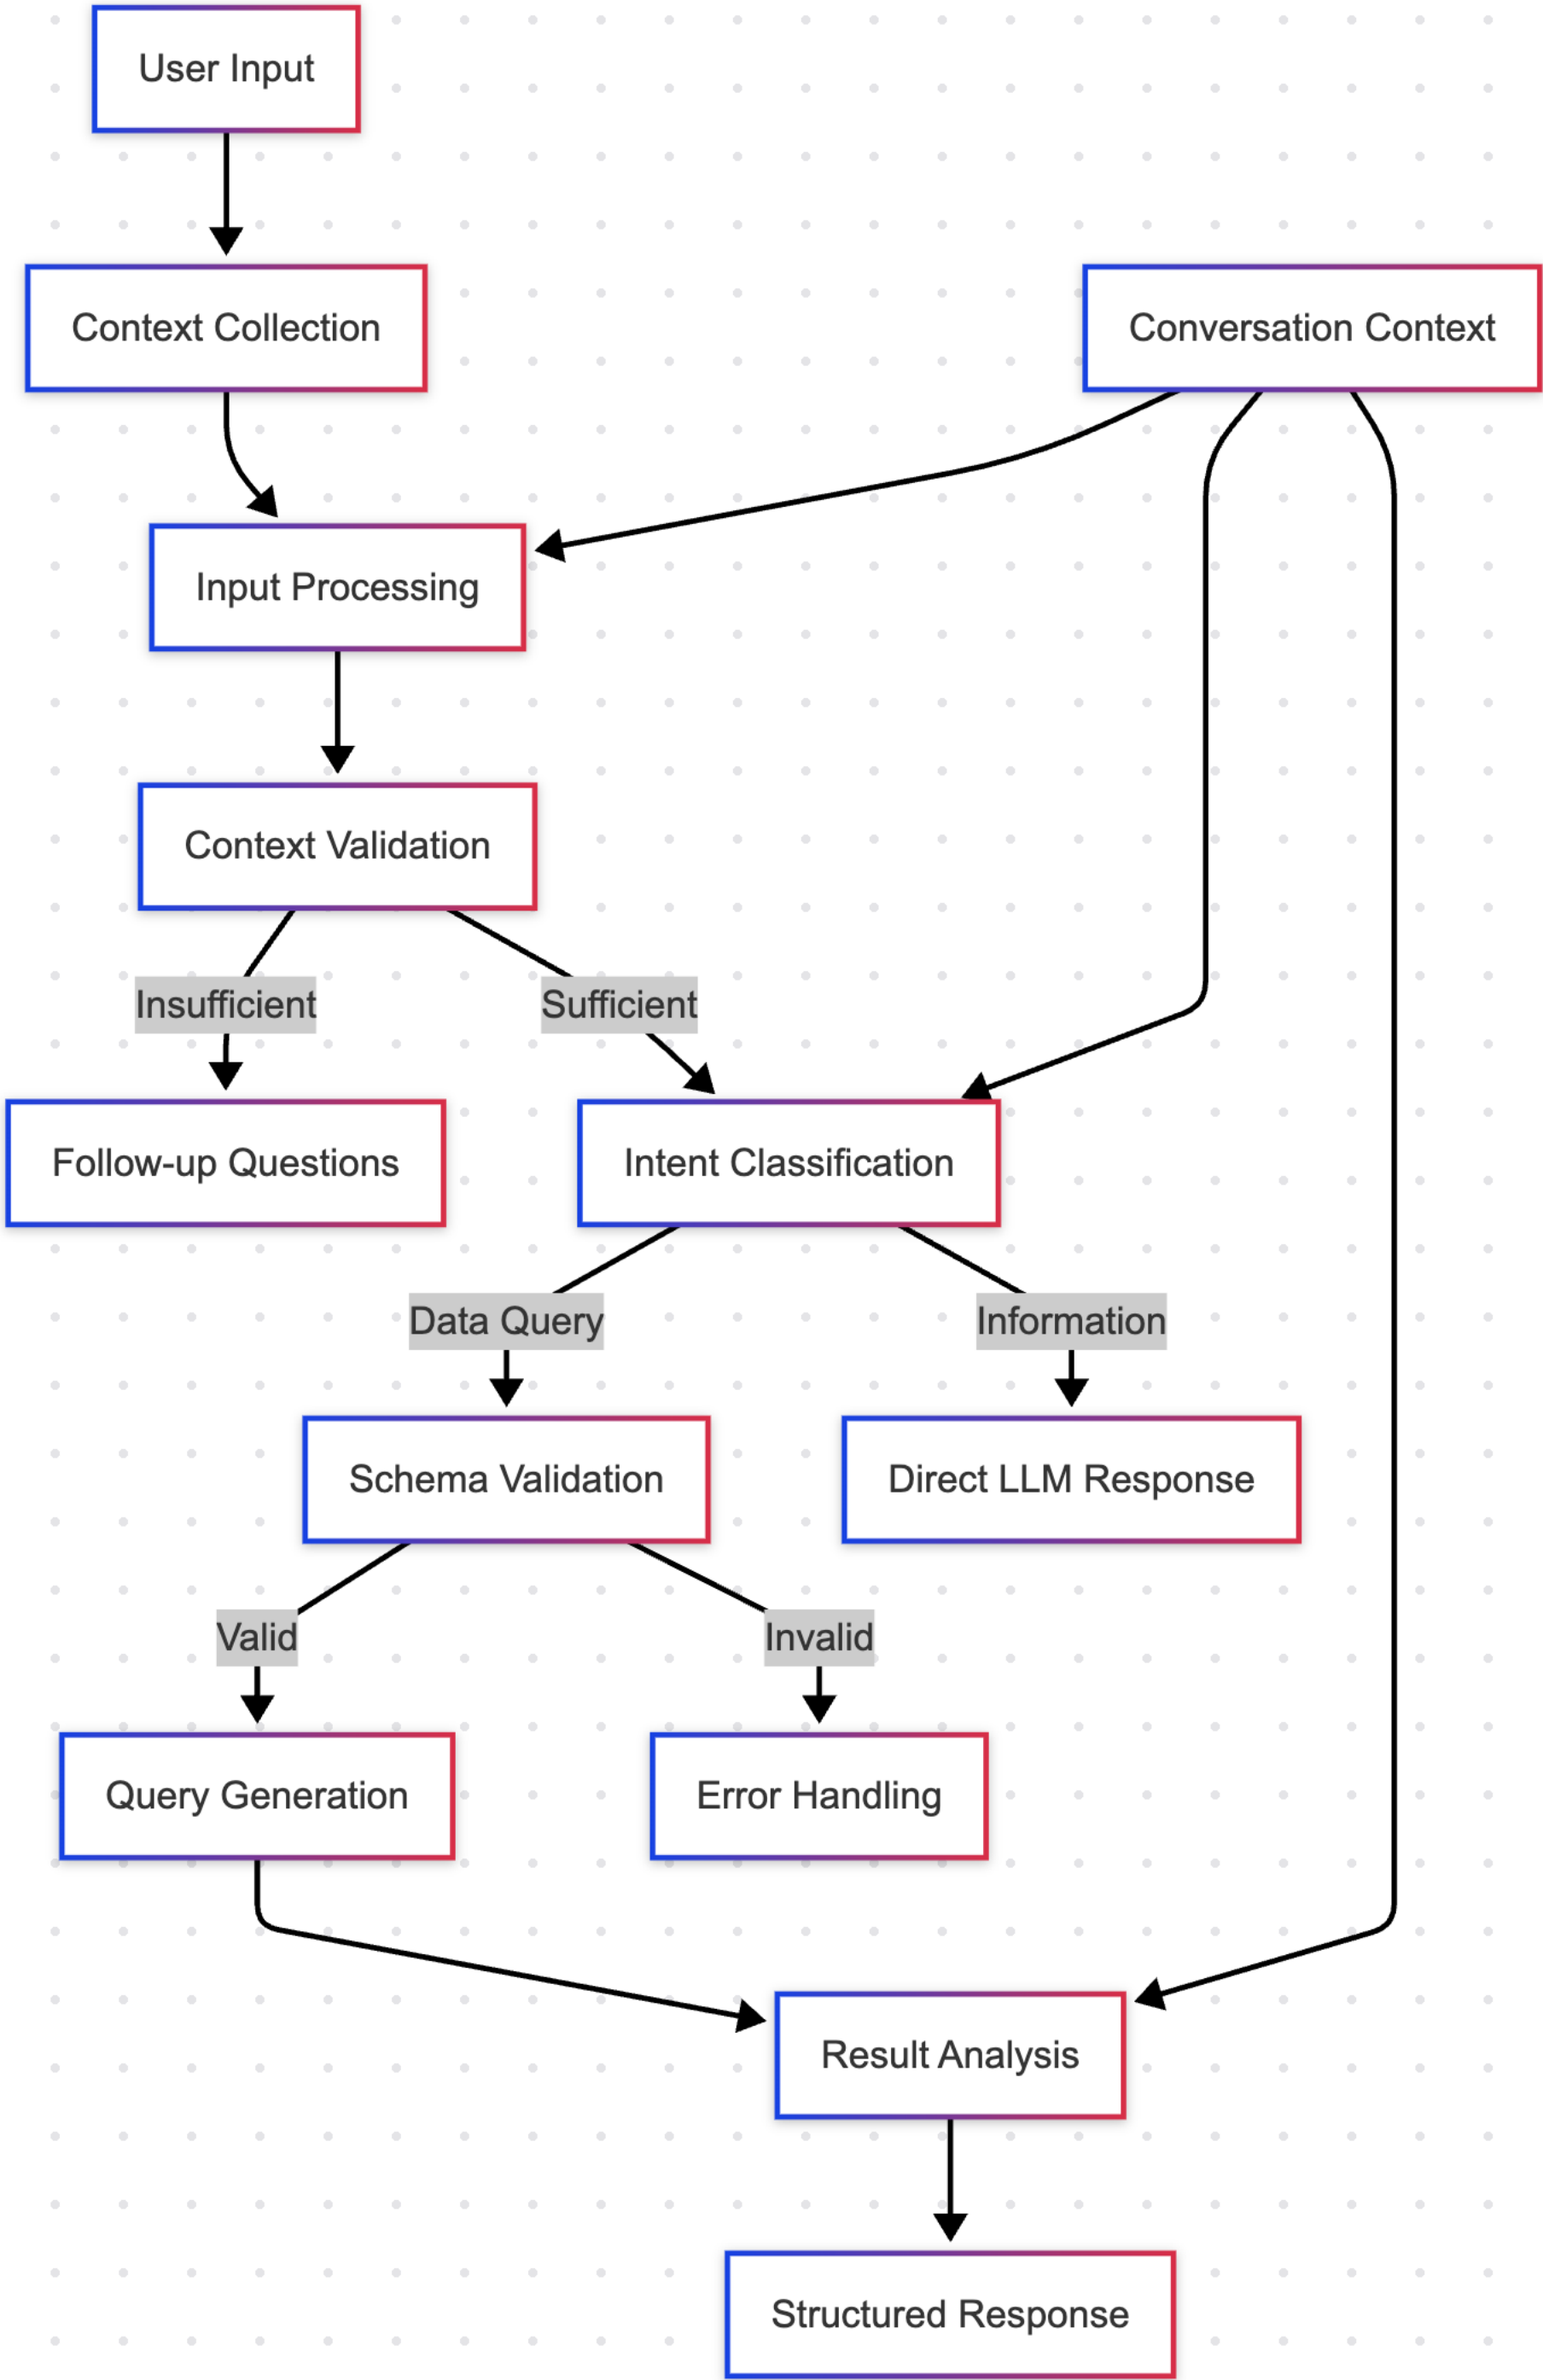 User Input
Context Collection
Conversation Context
Input Processing
Context Validation
Insufficient
Sufficient
Follow-up Questions
Intent Classification
Data Query
Information
Schema Validation
Direct LLM Response
Valid
Invalid
Query Generation
Error Handling
Result Analysis
Structured Response